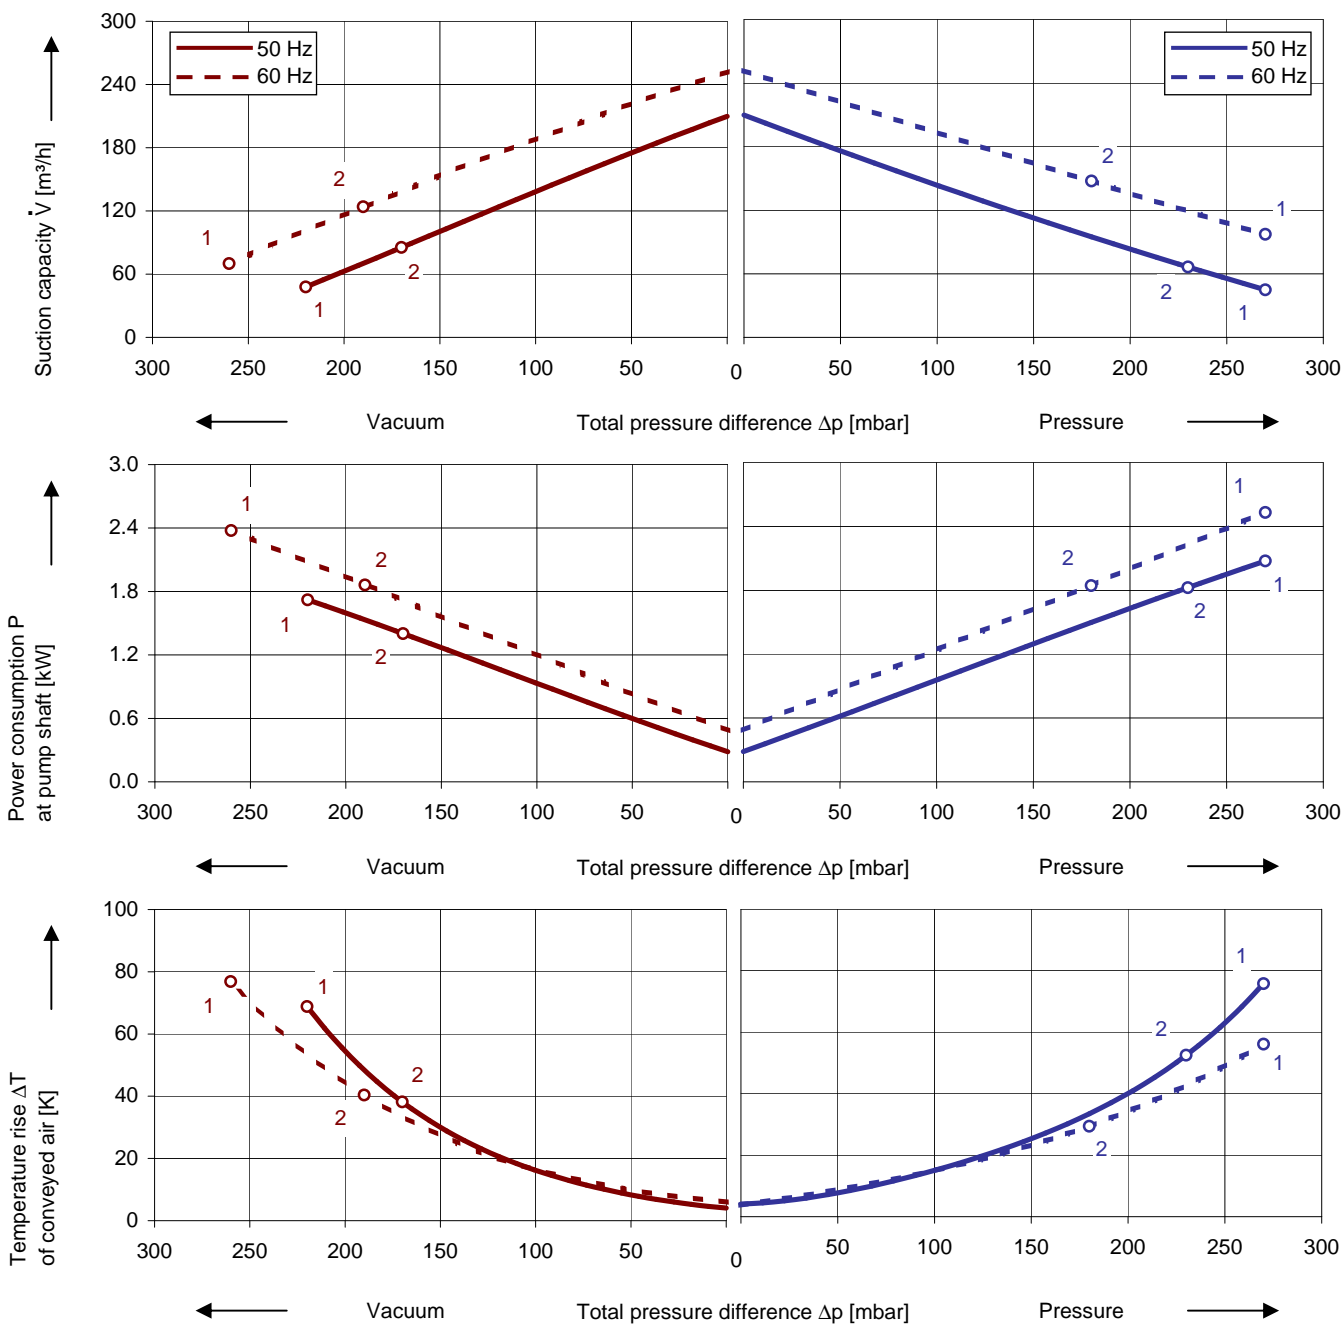 300
240
180
120
60
0
Suction capacity V̇ [m³/h]
50 Hz
60 Hz
50 Hz
60 Hz
1
2
1
2
2
1
2
1
300 250 200 150 100 50 0 50 100 150 200 250 300
Vacuum Total pressure difference Δp [mbar] Pressure
3.0
2.4
1.8
1.2
0.6
0.0
Power consumption P
at pump shaft [kW]
1
2
1
2
1
2
1
2
300 250 200 150 100 50 0 50 100 150 200 250 300
Vacuum Total pressure difference Δp [mbar] Pressure
100
80
60
40
20
0
Temperature rise ΔT
of conveyed air [K]
1
1
2
2
1
2
1
2
300 250 200 150 100 50 0 50 100 150 200 250 300
Vacuum Total pressure difference Δp [mbar] Pressure